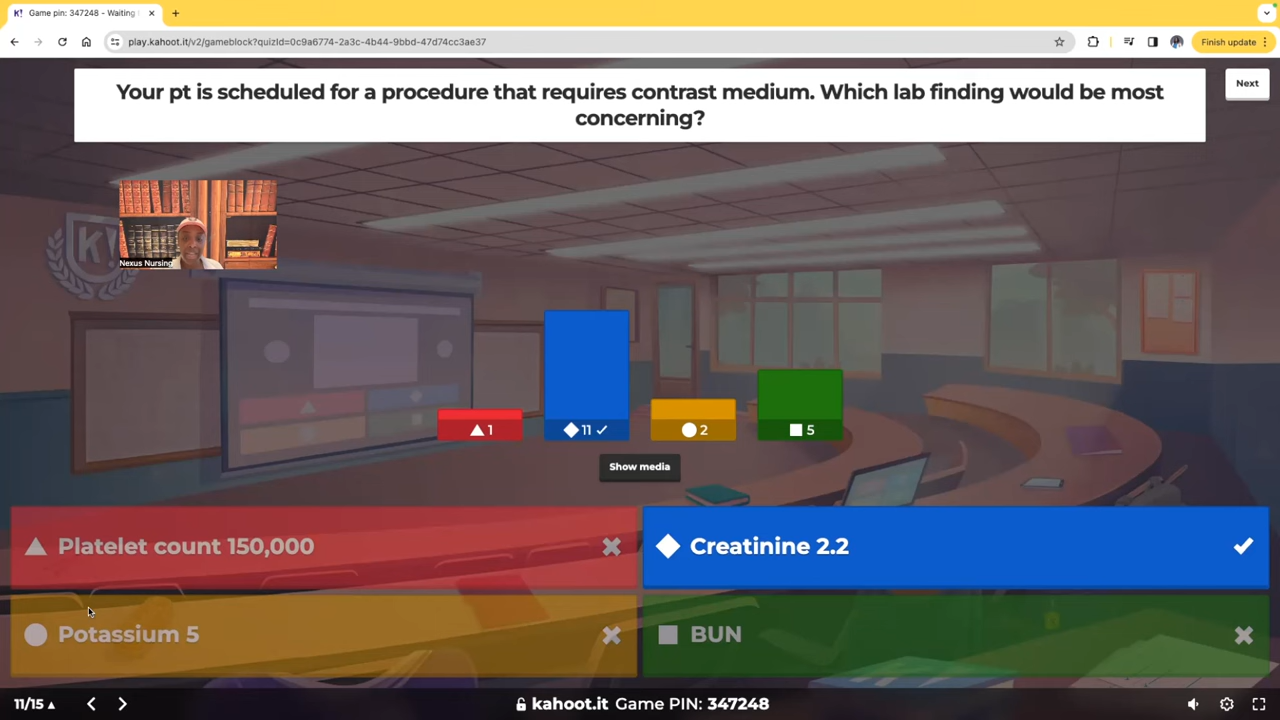 K! Game pin: 347248 - Waiting
play.kahoot.it/v2/gameblock?quizId=0c9a6774-2a3c-4b44-9bbd-47d74cc3ae37
Finish update
Your pt is scheduled for a procedure that requires contrast medium. Which lab finding would be most
concerning?
Next
K!
Nexus Nursing
1
11
2
5
Show media
Platelet count 150,000
Creatinine 2.2
Potassium 5
BUN
11/15
kahoot.it Game PIN: 347248